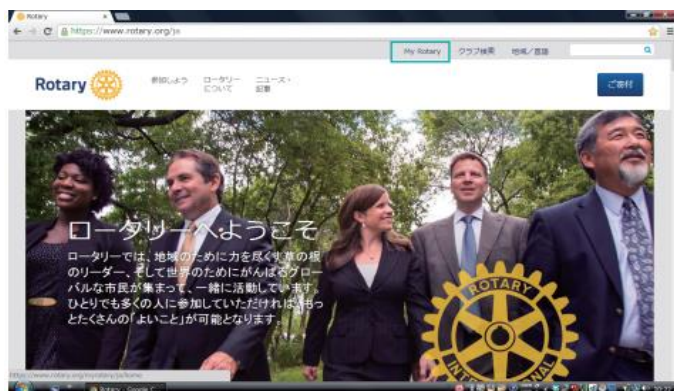 Rotary
https://www.rotary.org/ja
My Rotary クラブ検索 地域／言語
Rotary
参加しよう ロータリーについて ニュース・記事
ご寄付
ロータリーへようこそ
ロータリーでは、地域のために力を尽くす草の根
のリーダー、そして世界のためにがんばるグロー
バルな市民が集まって、一緒に活動しています。
ひとりでも多くの人に参加していただければ、もっ
とたくさんの「よいこと」が可能となります。
ROTARY
INTERNATIONAL
https://www.rotary.org/myrotary/ja/home
Rotary - Google C